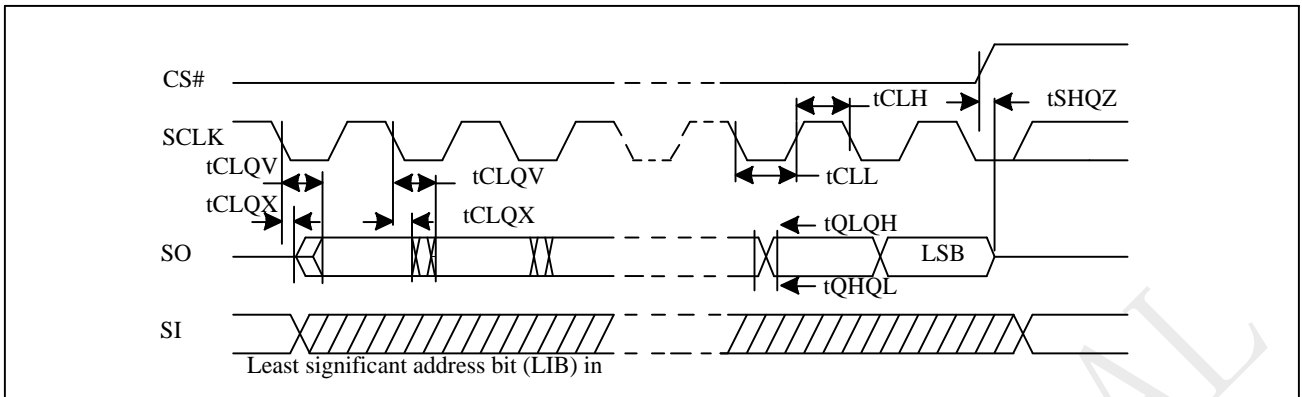 CS#
tCLH
tSHQZ
SCLK
tCLQV
tCLQV
tCLL
tCLQX
tCLQX
tQLQH
SO
LSB
tQHQL
SI
Least significant address bit (LIB) in
AL